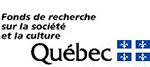 Fonds de recherche
sur la société
et la culture
Québec